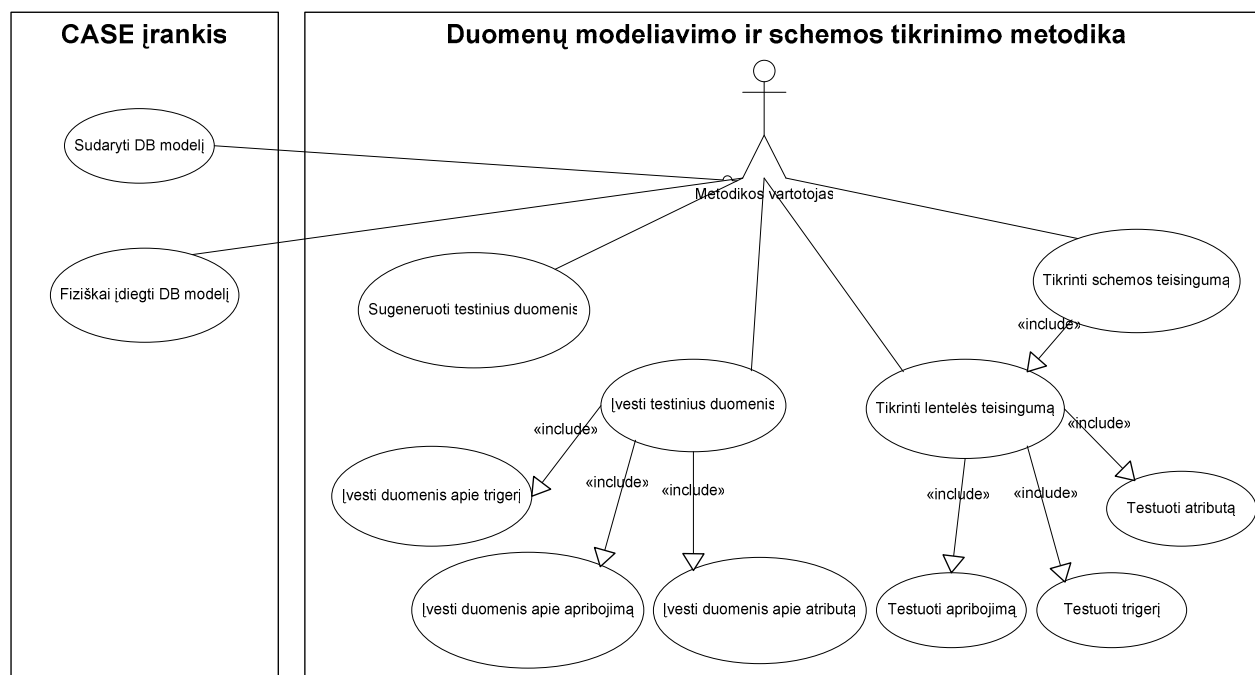 CASE įrankis
Duomenų modeliavimo ir schemos tikrinimo metodika
Sudaryti DB modelį
Metodikos vartotojas
Fiziškai įdiegti DB modelį
Sugeneruoti testinius duomenis
Tikrinti schemos teisingumą
«include»
Įvesti testinius duomenis
Tikrinti lentelės teisingumą
«include»
«include»
«include»
«include»
«include»
«include»
Įvesti duomenis apie trigerį
Testuoti atributą
Įvesti duomenis apie apribojimą
Įvesti duomenis apie atributą
Testuoti apribojimą
Testuoti trigerį